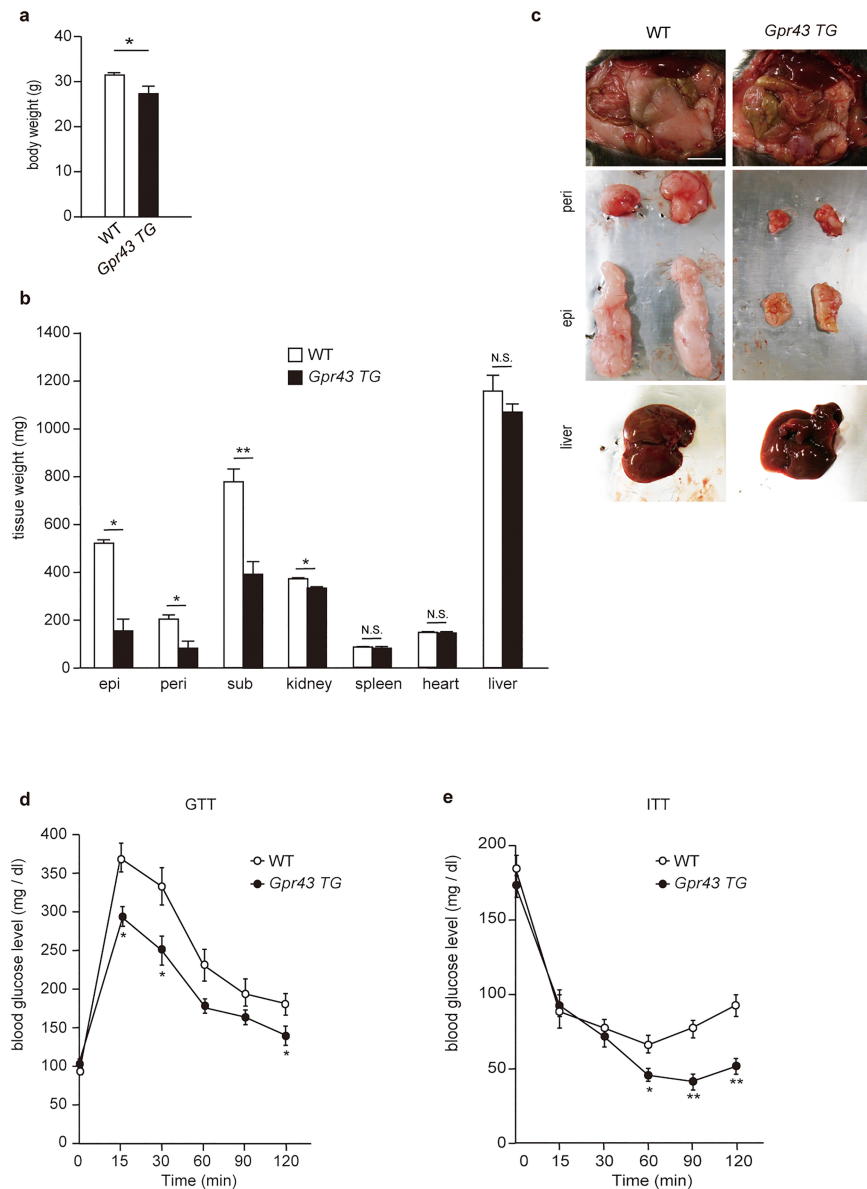 a
40
30
20
10
0
body weight (g)
*
WT
Gpr43 TG
b
1400
1200
1000
800
600
400
200
0
tissue weight (mg)
WT
Gpr43 TG
*
*
**
*
N.S.
N.S.
N.S.
epi peri sub kidney spleen heart liver
c
WT Gpr43 TG
peri
epi
liver
d
GTT
400
350
300
250
200
150
100
50
0
blood glucose level (mg / dl)
WT
Gpr43 TG
*
*
*
0 15 30 60 90 120
Time (min)
e
ITT
200
150
100
50
0
blood glucose level (mg / dl)
WT
Gpr43 TG
*
**
**
0 15 30 60 90 120
Time (min)